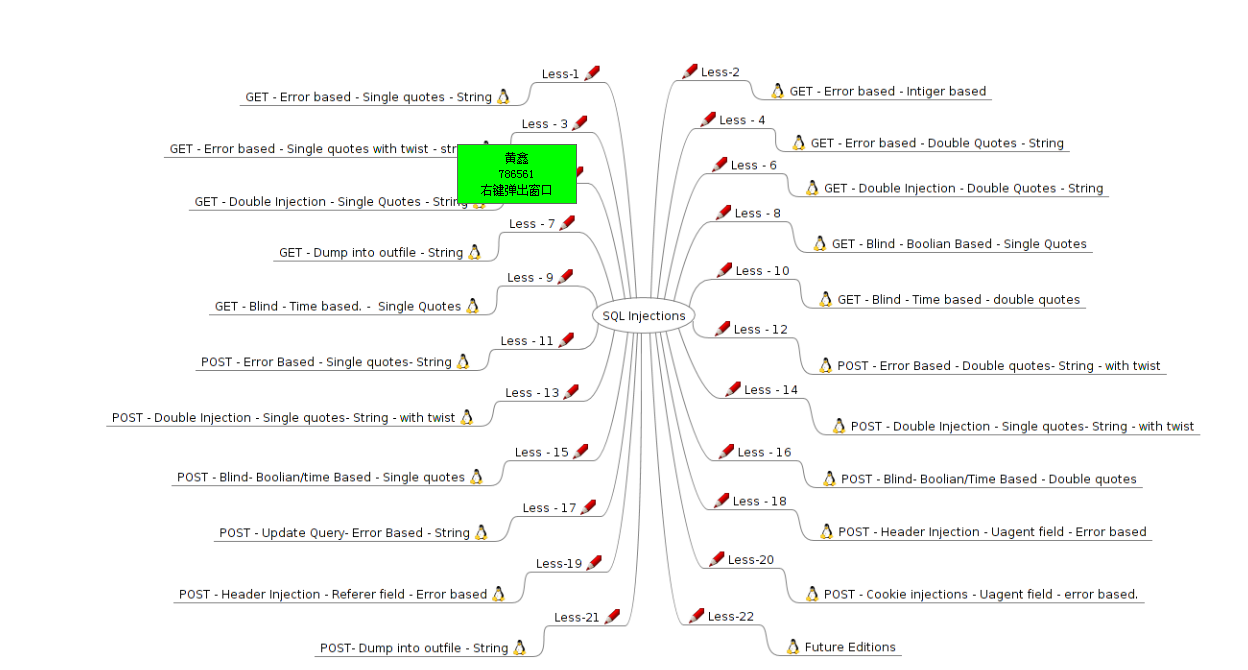 Less-1
GET - Error based - Single quotes - String
Less - 3
GET - Error based - Single quotes with twist -
黄鑫
786561
右键弹出窗口
GET - Double Injection - Single Quotes - String
Less - 7
GET - Dump into outfile - String
Less - 9
GET - Blind - Time based. - Single Quotes
Less - 11
POST - Error Based - Single quotes- String
Less - 13
POST - Double Injection - Single quotes- String - with twist
Less - 15
POST - Blind- Boolian/time Based - Single quotes
Less - 17
POST - Update Query- Error Based - String
Less-19
POST - Header Injection - Referer field - Error based
Less-21
POST- Dump into outfile - String
SQL Injections
Less-2
GET - Error based - Intiger based
Less - 4
GET - Error based - Double Quotes - String
Less - 6
GET - Double Injection - Double Quotes - String
Less - 8
GET - Blind - Boolian Based - Single Quotes
Less - 10
GET - Blind - Time based - double quotes
Less - 12
POST - Error Based - Double quotes- String - with twist
Less - 14
POST - Double Injection - Single quotes- String - with twist
Less - 16
POST - Blind- Boolian/Time Based - Double quotes
Less - 18
POST - Header Injection - Uagent field - Error based
Less-20
POST - Cookie injections - Uagent field - error based.
Less-22
Future Editions